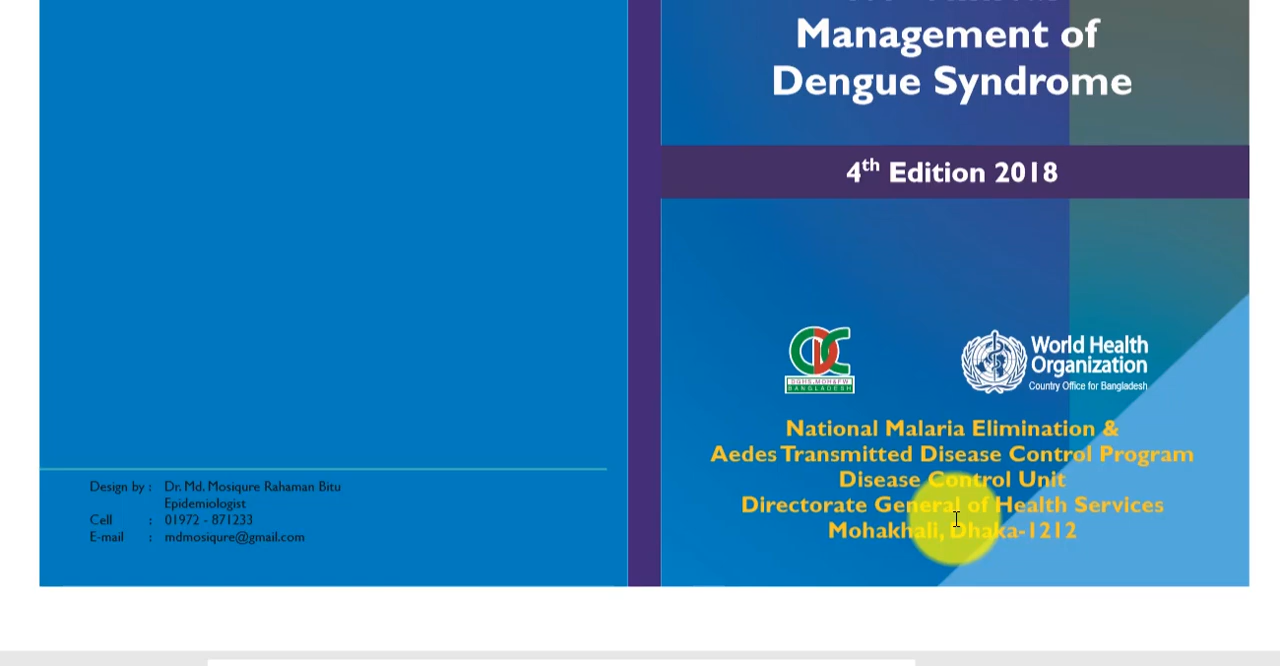 Management of
Dengue Syndrome
4th Edition 2018
BANGLADESH
World Health
Organization
Country Office for Bangladesh
National Malaria Elimination &
Aedes Transmitted Disease Control Program
Disease Control Unit
Directorate General of Health Services
Mohakhali, Dhaka-1212
Design by : Dr. Md. Mosiqure Rahaman Bitu
Epidemiologist
Cell : 01972 - 871233
E-mail : mdmosiqure@gmail.com